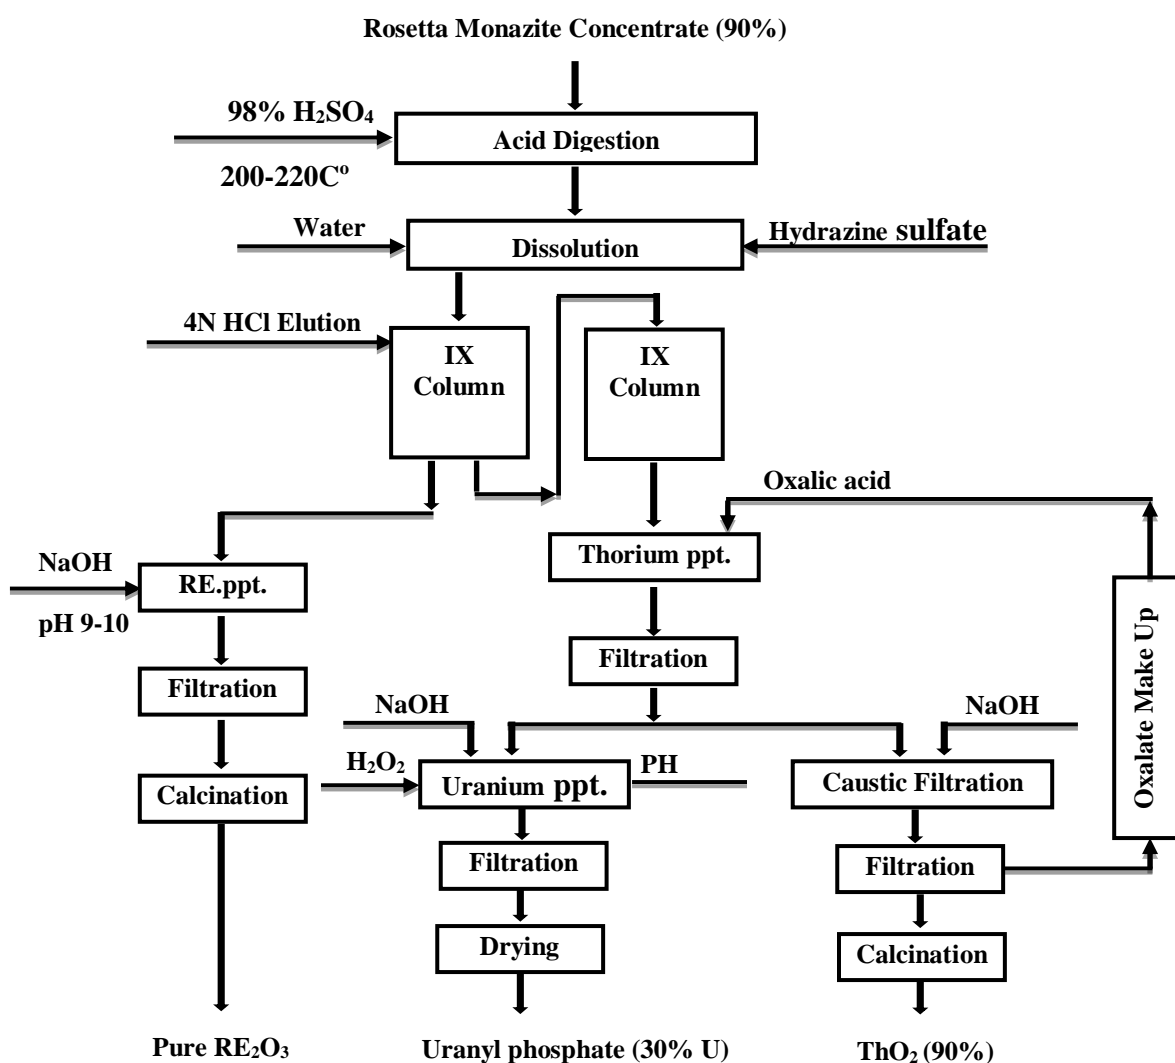 Rosetta Monazite Concentrate (90%)
98% H₂SO₄
Acid Digestion
200-220Cº
Water
Dissolution
Hydrazine sulfate
4N HCl Elution
IX
Column
IX
Column
Oxalic acid
NaOH
RE.ppt.
pH 9-10
Thorium ppt.
Oxalate Make Up
Filtration
Filtration
NaOH
NaOH
H₂O₂
PH
Calcination
Uranium ppt.
Caustic Filtration
Filtration
Filtration
Drying
Calcination
Pure RE₂O₃
Uranyl phosphate (30% U)
ThO₂ (90%)